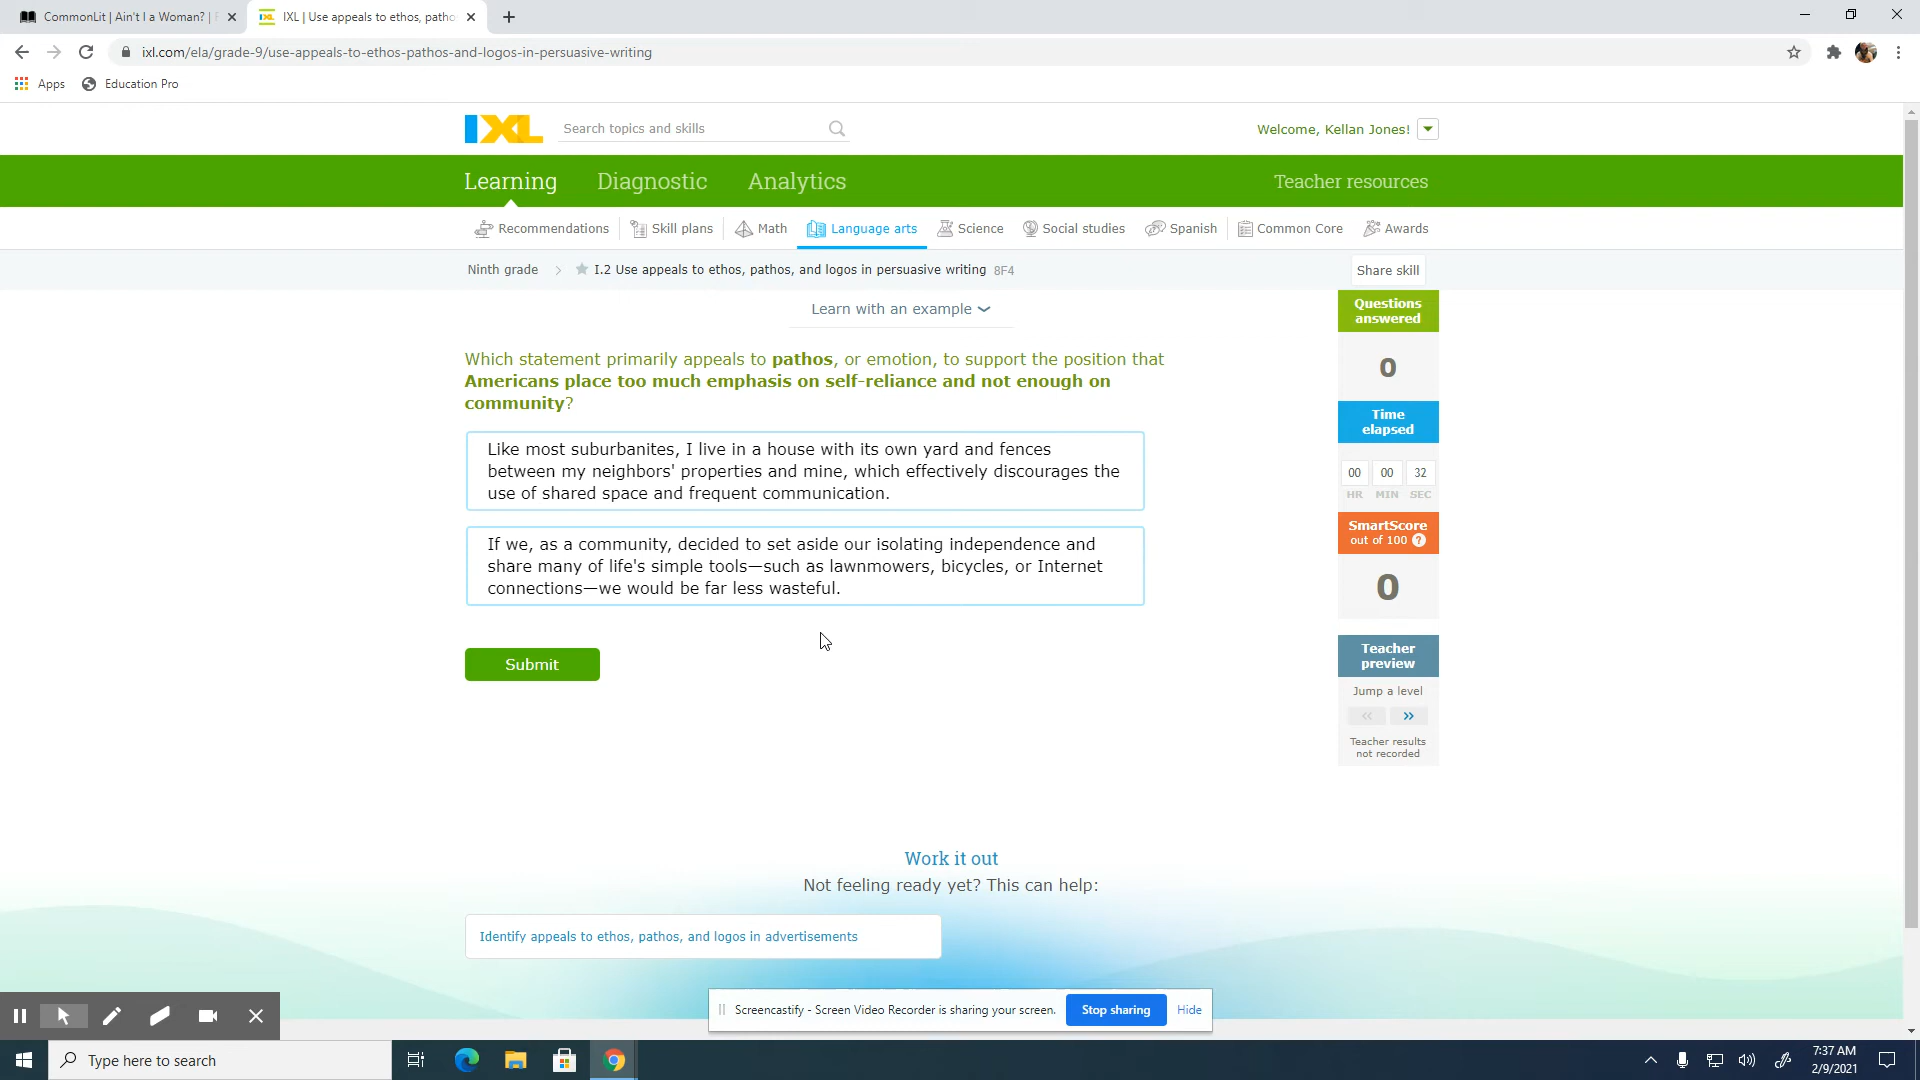 CommonLit | Ain't I a Woman? |
IXL | Use appeals to ethos, patho
ixl.com/ela/grade-9/use-appeals-to-ethos-pathos-and-logos-in-persuasive-writing
Apps Education Pro
IXL Search topics and skills Welcome, Kellan Jones!
Learning Diagnostic Analytics Teacher resources
Recommendations Skill plans Math Language arts Science Social studies Spanish Common Core Awards
Ninth grade > I.2 Use appeals to ethos, pathos, and logos in persuasive writing 8F4 Share skill
Learn with an example
Which statement primarily appeals to pathos, or emotion, to support the position that
Americans place too much emphasis on self-reliance and not enough on
community?
Like most suburbanites, I live in a house with its own yard and fences
between my neighbors' properties and mine, which effectively discourages the
use of shared space and frequent communication.
If we, as a community, decided to set aside our isolating independence and
share many of life's simple tools—such as lawnmowers, bicycles, or Internet
connections—we would be far less wasteful.
Submit
Questions
answered
0
Time
elapsed
00 00 32
HR MIN SEC
SmartScore
out of 100 ?
0
Teacher
preview
Jump a level
<< >>
Teacher results
not recorded
Work it out
Not feeling ready yet? This can help:
Identify appeals to ethos, pathos, and logos in advertisements
Screencastify - Screen Video Recorder is sharing your screen. Stop sharing Hide
Type here to search
7:37 AM
2/9/2021